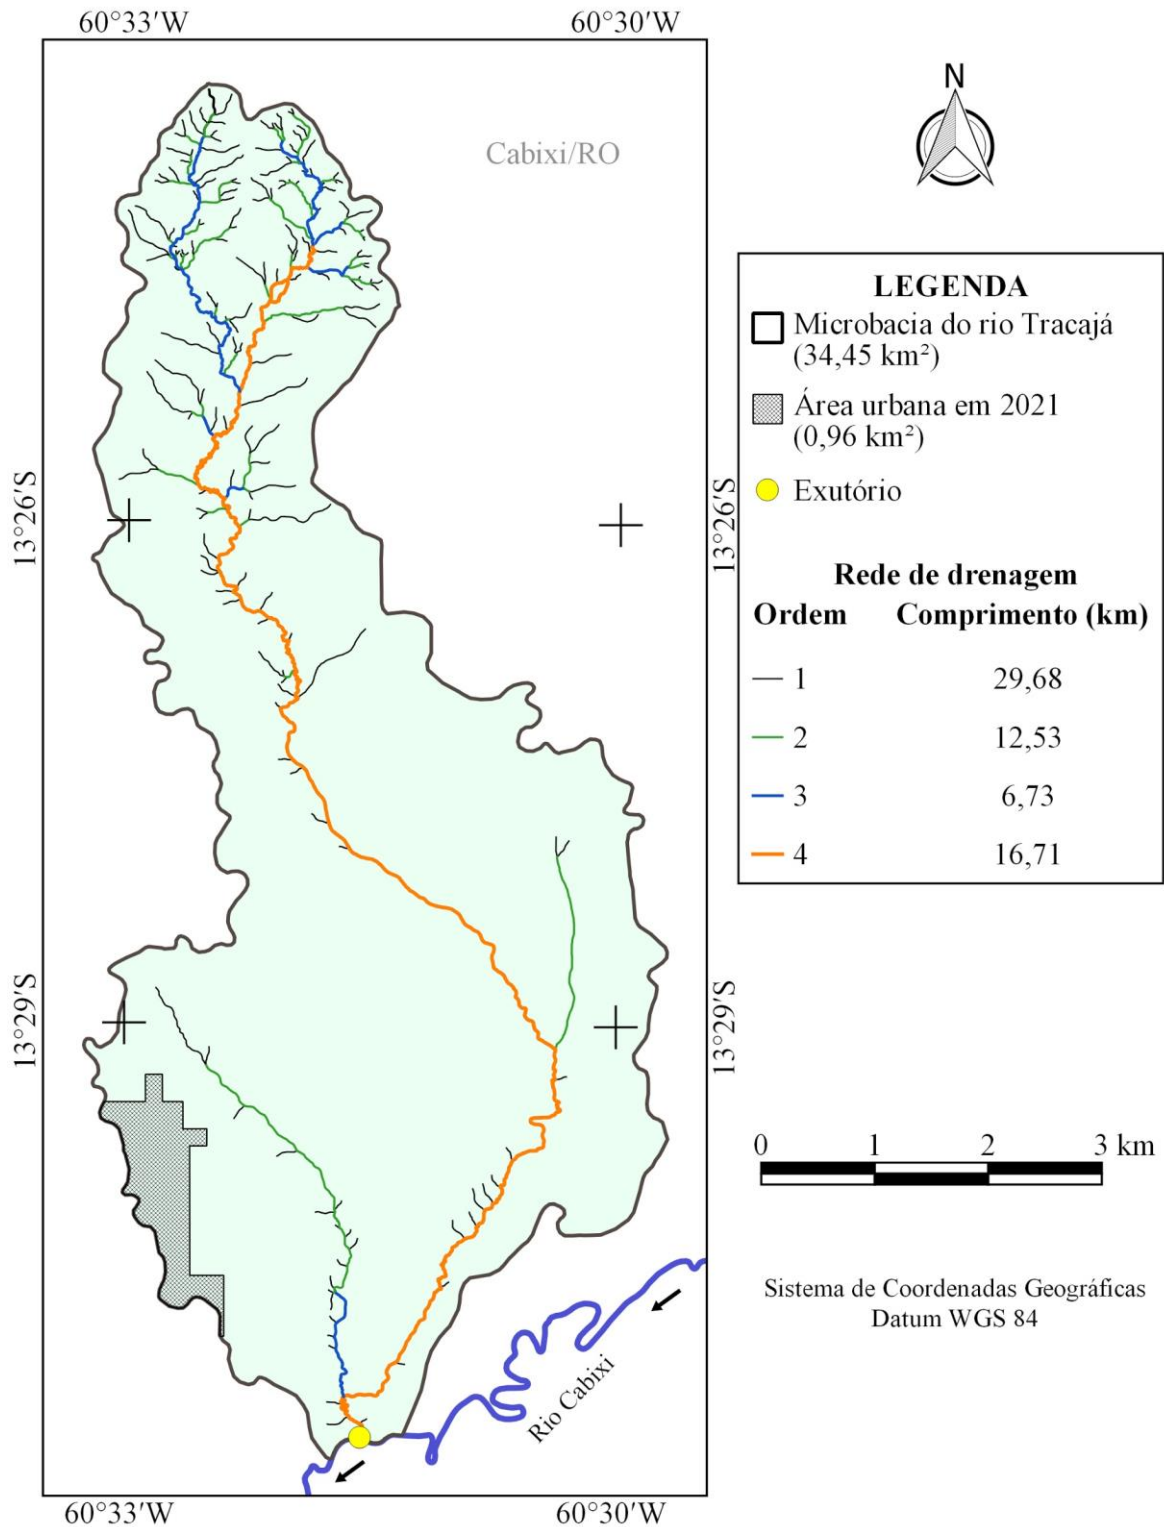 60°33′W 60°30′W
N
Cabixi/RO
LEGENDA
Microbacia do rio Tracajá
(34,45 km²)
Área urbana em 2021
(0,96 km²)
Exutório
13°26′S 13°26′S
Rede de drenagem
Ordem Comprimento (km)
1 29,68
2 12,53
3 6,73
4 16,71
13°29′S 13°29′S
0 1 2 3 km
Sistema de Coordenadas Geográficas
Datum WGS 84
Rio Cabixi
60°33′W 60°30′W